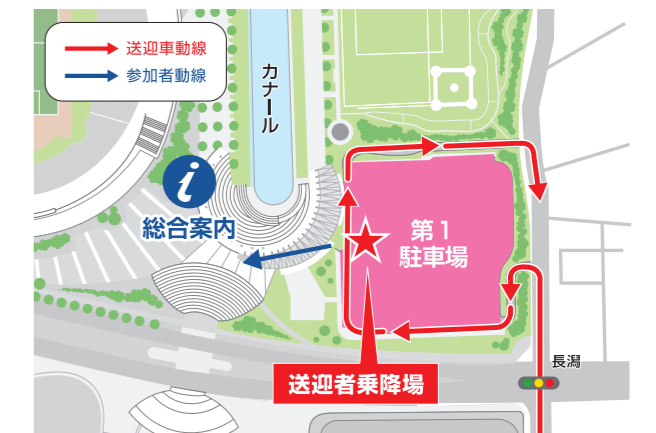 送迎車動線
参加者動線
カナール
i
総合案内
第1
駐車場
送迎者乗降場
長潟